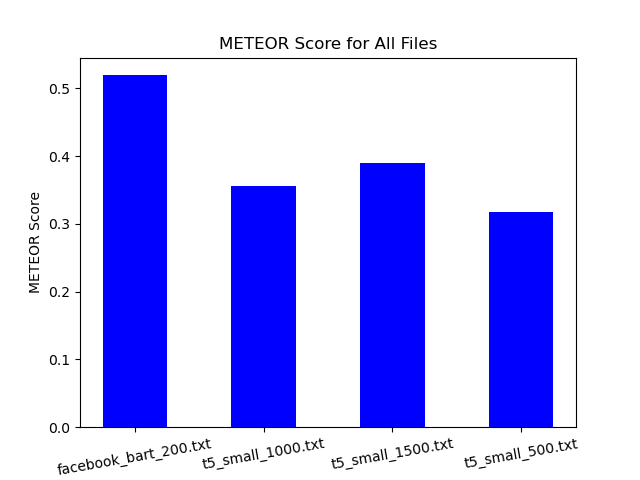 METEOR Score for All Files
METEOR Score
0.5
0.4
0.3
0.2
0.1
0.0
facebook_bart_200.txt
t5_small_1000.txt
t5_small_1500.txt
t5_small_500.txt